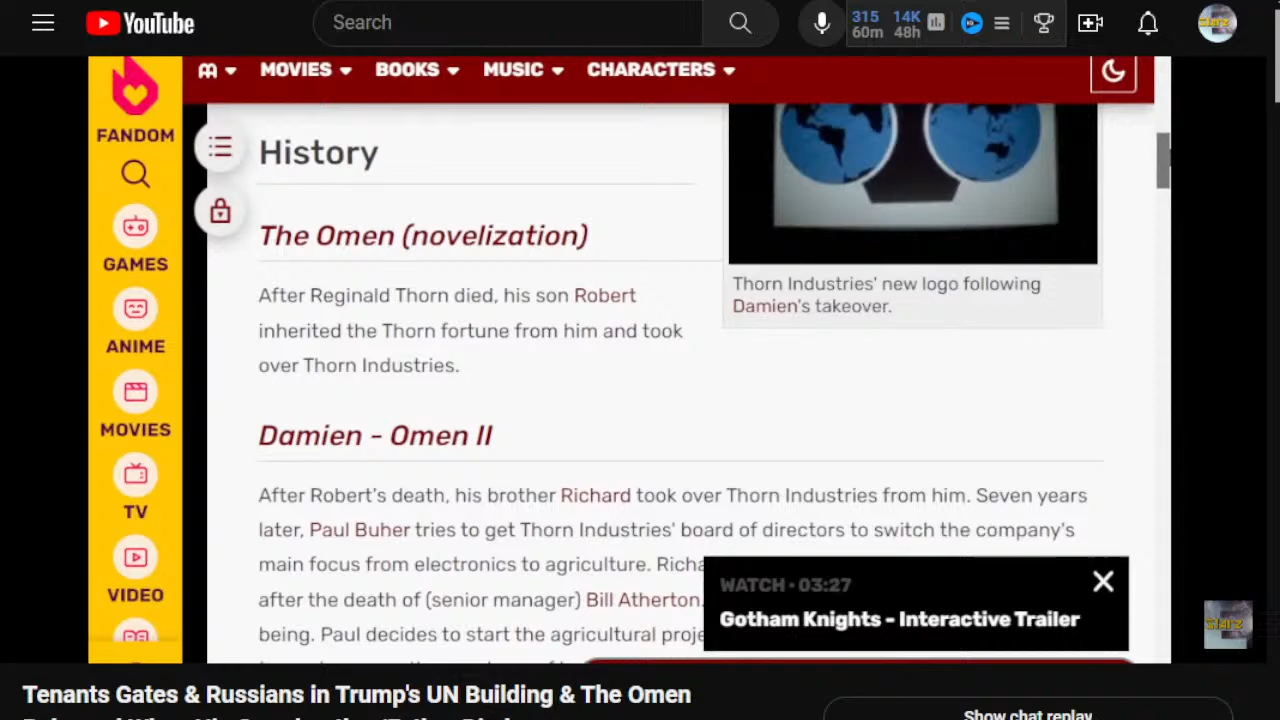 YouTube
Search
315 14K
60m 48h
MOVIES BOOKS MUSIC CHARACTERS
FANDOM
GAMES
ANIME
MOVIES
TV
VIDEO
History
The Omen (novelization)
After Reginald Thorn died, his son Robert
inherited the Thorn fortune from him and took
over Thorn Industries.
Thorn Industries' new logo following
Damien's takeover.
Damien - Omen II
After Robert's death, his brother Richard took over Thorn Industries from him. Seven years
later, Paul Buher tries to get Thorn Industries' board of directors to switch the company's
main focus from electronics to agriculture. Richa
after the death of (senior manager) Bill Atherton.
being. Paul decides to start the agricultural proje
WATCH • 03:27
Gotham Knights - Interactive Trailer
Tenants Gates & Russians in Trump's UN Building & The Omen
Show chat replay